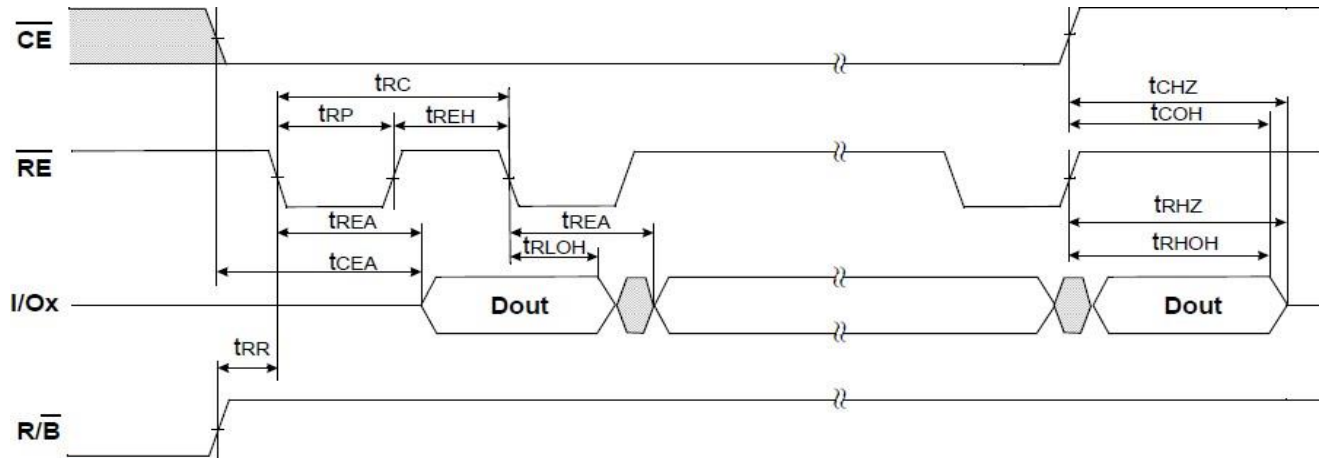 CE
tRC
tCHZ
tRP
tREH
tCOH
RE
tREA
tREA
tRHZ
tCEA
tRLOH
tRHOH
I/Ox
Dout
Dout
tRR
R/B